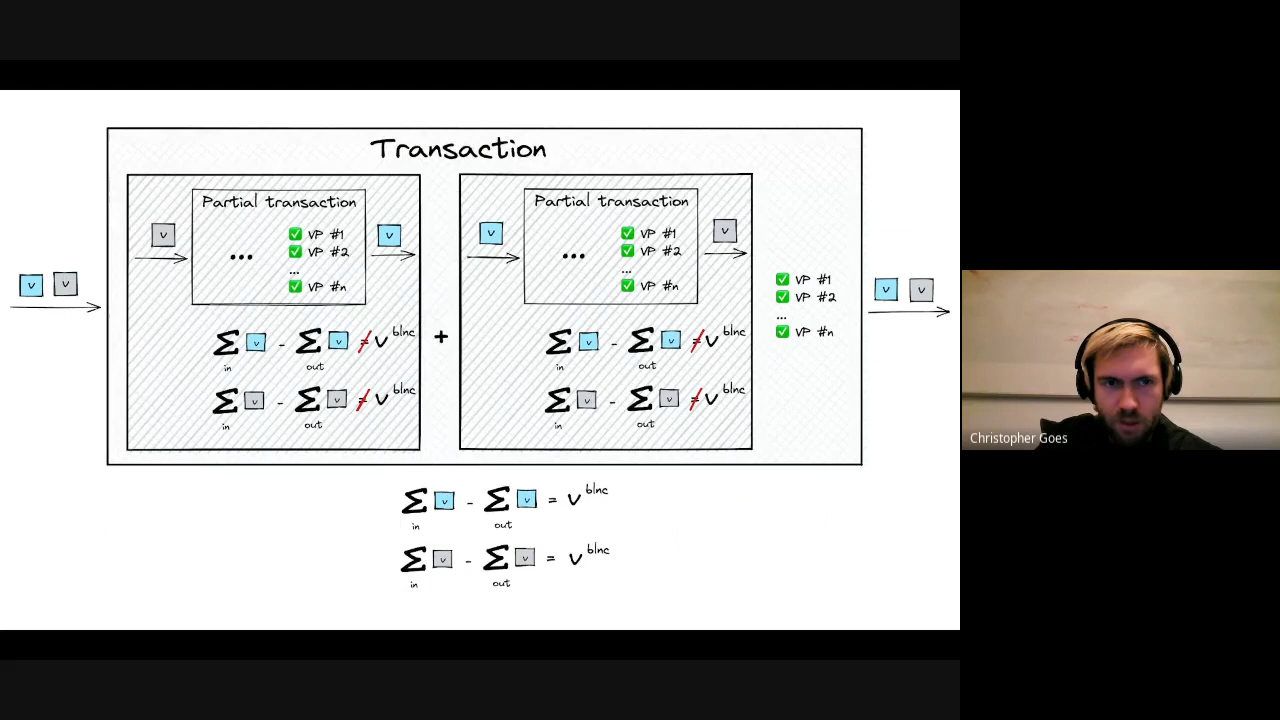 Transaction
Partial transaction
v
VP #1
v
...
VP #2
...
VP #n
Σ in v - Σ out v ≠ v blnc
Σ in v - Σ out v ≠ v blnc
+
Partial transaction
v
VP #1
v
...
VP #2
...
VP #n
Σ in v - Σ out v ≠ v blnc
Σ in v - Σ out v ≠ v blnc
v v
VP #1
VP #2
...
VP #n
v v
Σ in v - Σ out v = v blnc
Σ in v - Σ out v = v blnc
Christopher Goes